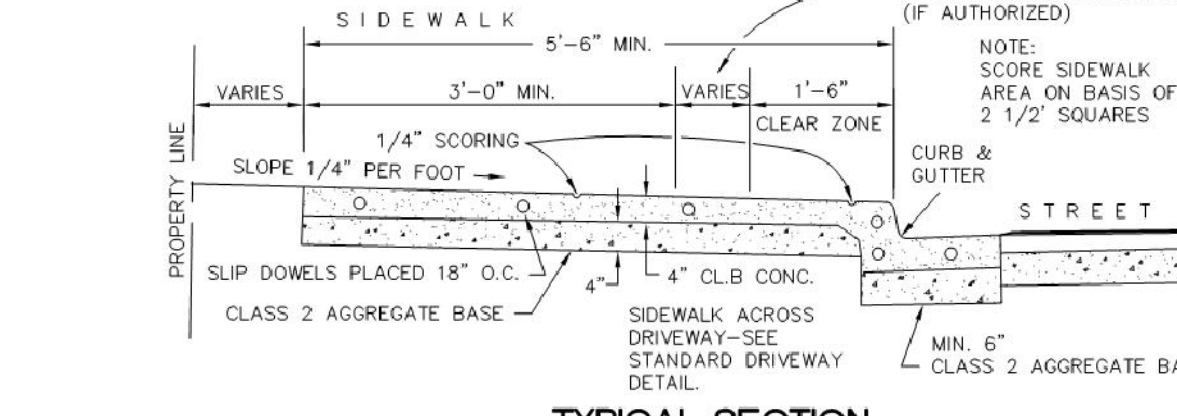 (IF AUTHORIZED)
SIDEWALK
5'-6" MIN.
NOTE:
SCORE SIDEWALK
AREA ON BASIS OF
2 1/2' SQUARES
VARIES
3'-0" MIN.
VARIES
1'-6"
CLEAR ZONE
1/4" SCORING
SLOPE 1/4" PER FOOT
CURB &
GUTTER
PROPERTY LINE
STREET
SLIP DOWELS PLACED 18" O.C.
4"
4" CL.B CONC.
CLASS 2 AGGREGATE BASE
SIDEWALK ACROSS
DRIVEWAY-SEE
STANDARD DRIVEWAY
DETAIL.
MIN. 6"
CLASS 2 AGGREGATE BA
TYPICAL SECTION